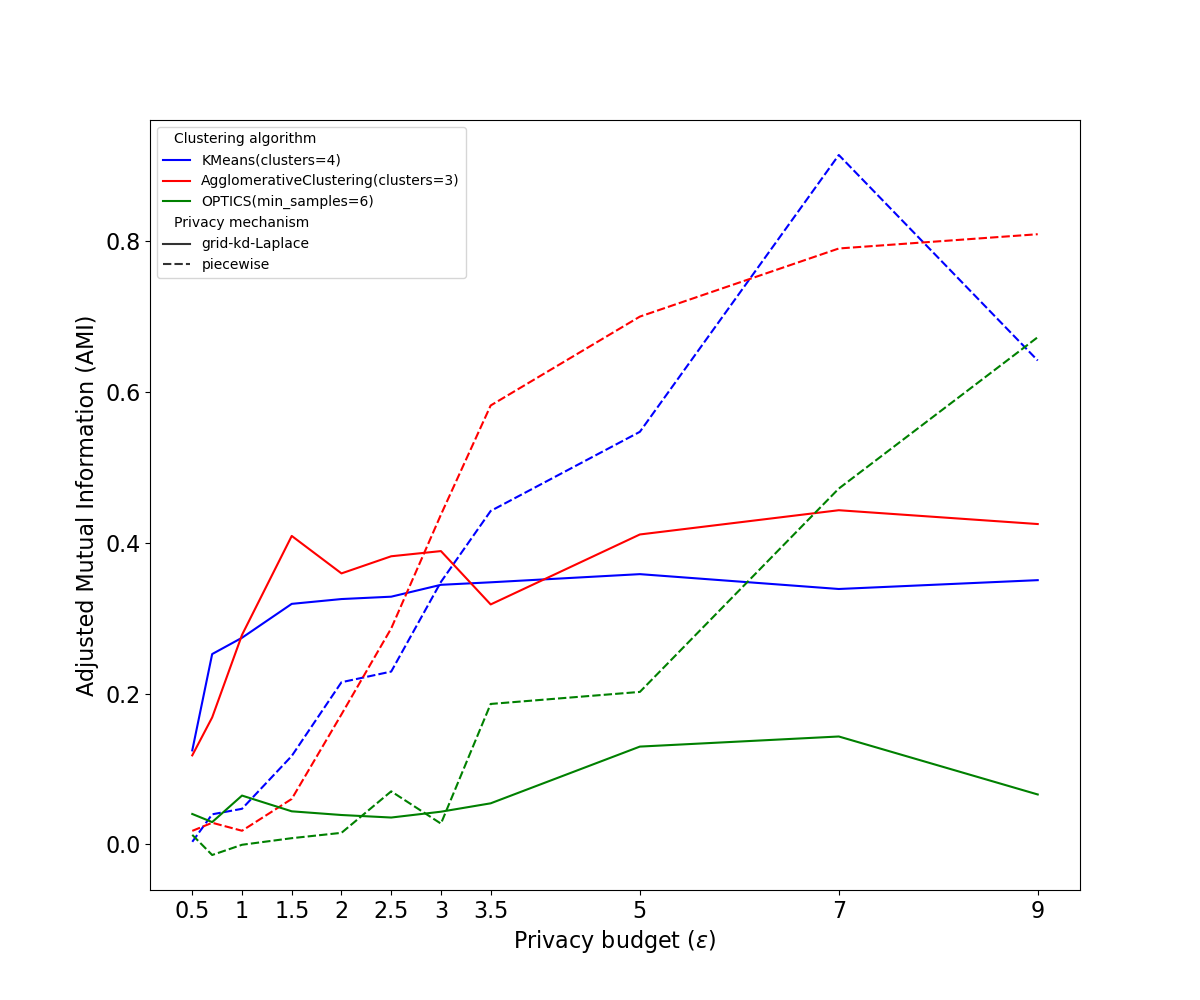 Clustering algorithm
KMeans(clusters=4)
AgglomerativeClustering(clusters=3)
OPTICS(min_samples=6)
Privacy mechanism
grid-kd-Laplace
piecewise
Adjusted Mutual Information (AMI)
0.8
0.6
0.4
0.2
0.0
0.5 1 1.5 2 2.5 3 3.5 5 7 9
Privacy budget (ε)